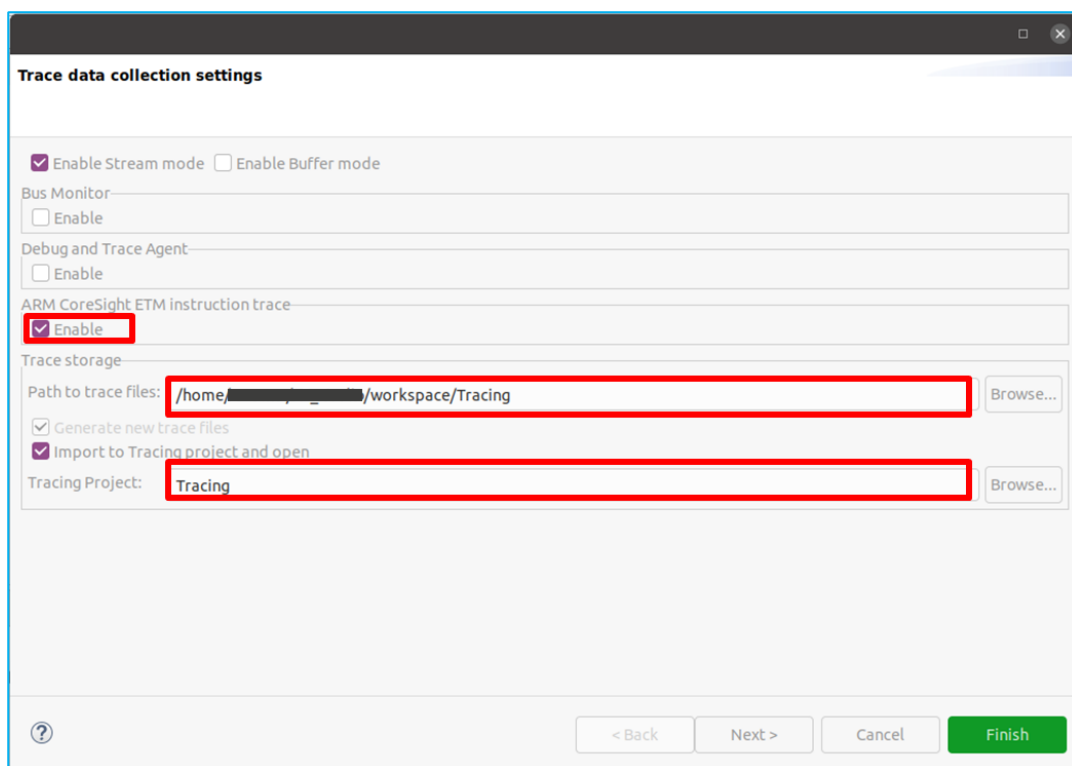 Trace data collection settings
Enable Stream mode Enable Buffer mode
Bus Monitor
Enable
Debug and Trace Agent
Enable
ARM CoreSight ETM instruction trace
Enable
Trace storage
Path to trace files: /home/ /workspace/Tracing Browse...
Generate new trace files
Import to Tracing project and open
Tracing Project: Tracing Browse...
? < Back Next > Cancel Finish